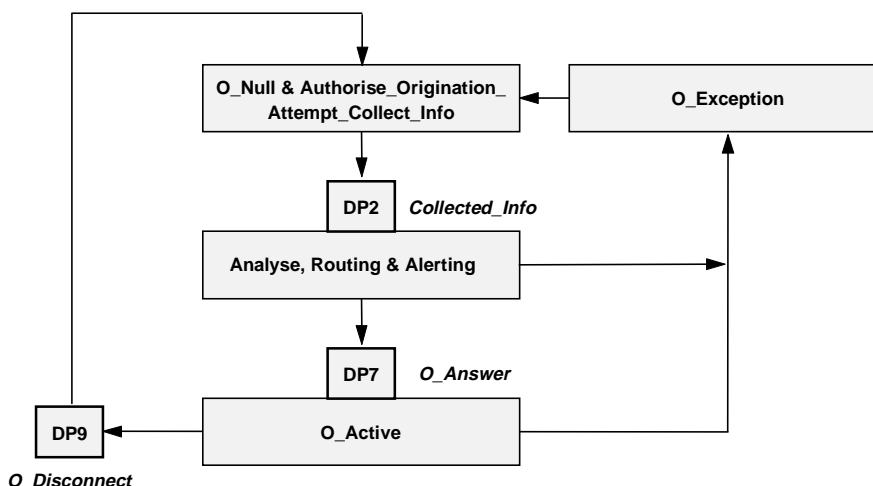 O_Null & Authorise_Origination_
Attempt_Collect_Info
O_Exception
DP2
Collected_Info
Analyse, Routing & Alerting
DP7
O_Answer
DP9
O_Active
O_Disconnect